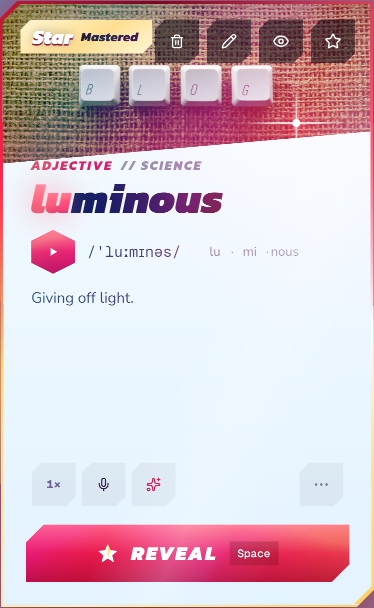 Star Mastered
B L O G
ADJECTIVE // SCIENCE
luminous
/ˈluːmɪnəs/ lu · mi · nous
Giving off light.
1×
REVEAL Space